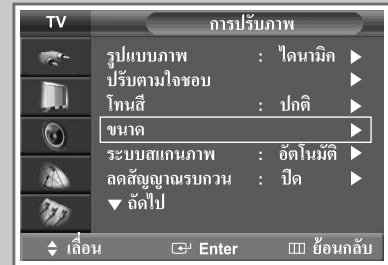 TV การปรับภาพ
รูปแบบภาพ : ไดนามิค ▶
ปรับตามใจชอบ ▶
โทนสี : ปกติ ▶
ขนาด ▶
ระบบสแกนภาพ : อัตโนมัติ ▶
ลดสัญญาณรบกวน : ปิด ▶
▼ ถัดไป
เลื่อน Enter ย้อนกลับ